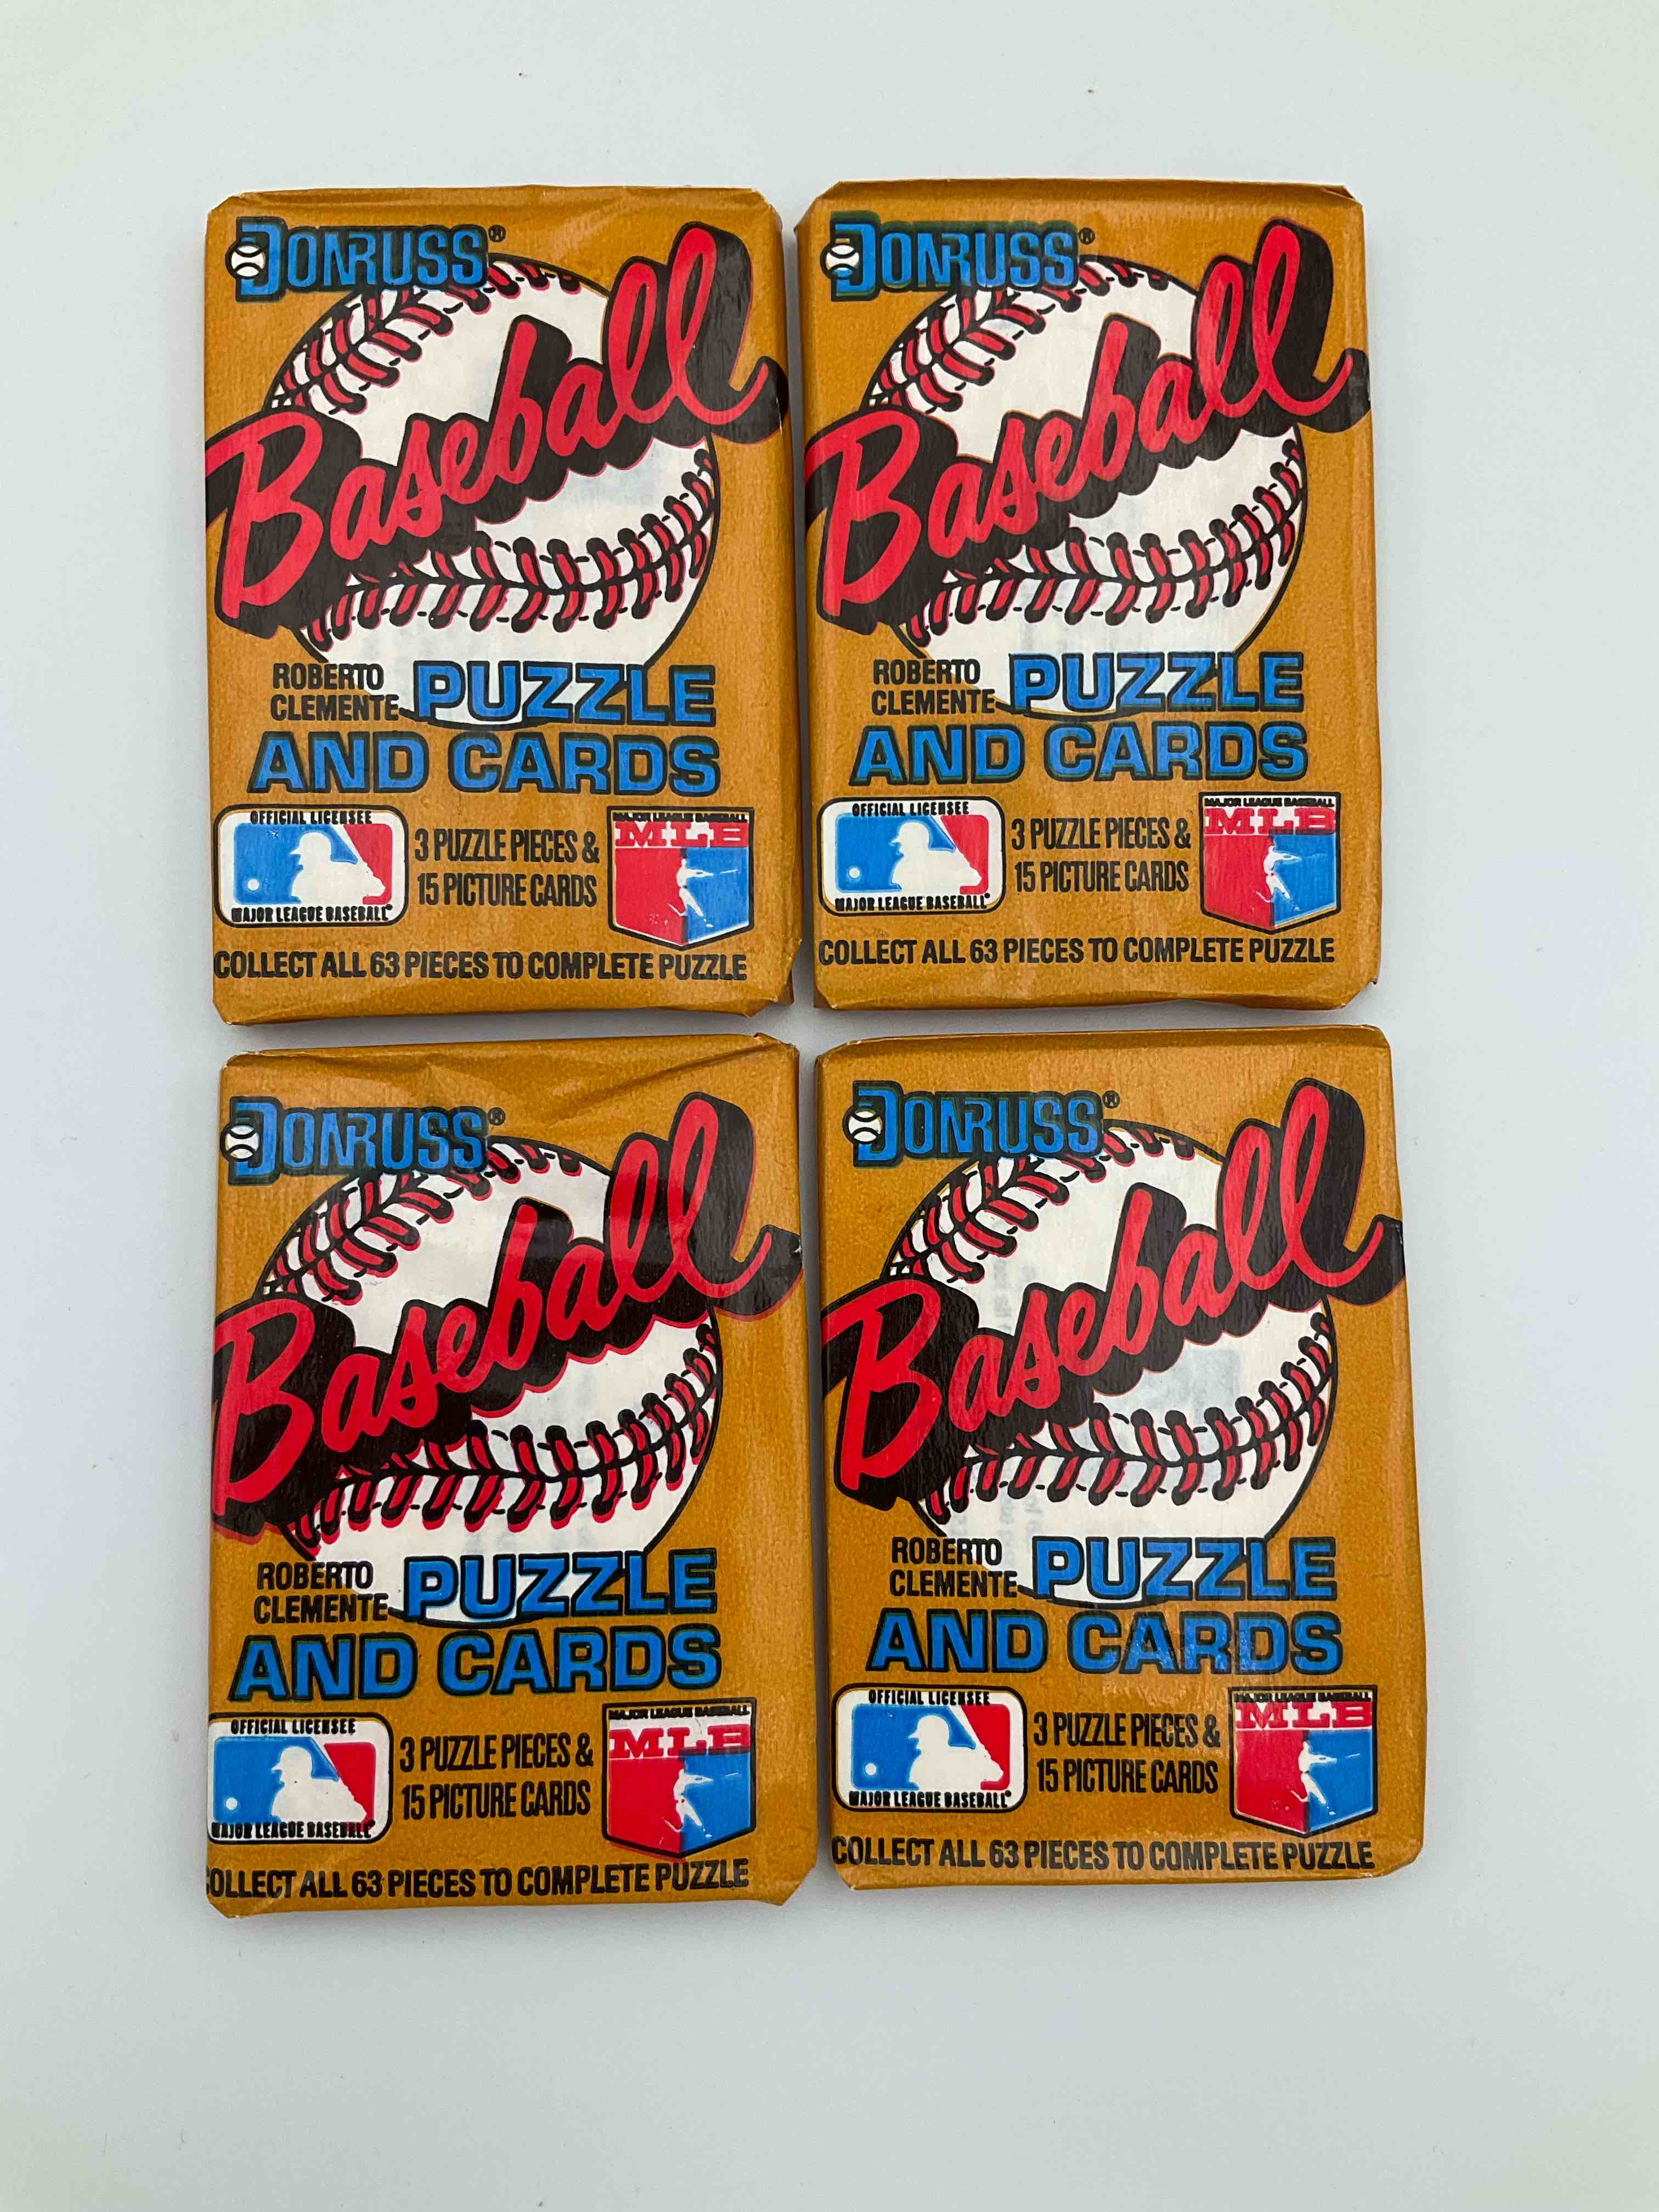 DONRUSS®
Baseball
ROBERTO
CLEMENTE PUZZLE
AND CARDS
OFFICIAL LICENSEE
MAJOR LEAGUE BASEBALL
3 PUZZLE PIECES &
15 PICTURE CARDS
MAJOR LEAGUE BASEBALL
MLB
COLLECT ALL 63 PIECES TO COMPLETE PUZZLE
DONRUSS®
Baseball
ROBERTO
CLEMENTE PUZZLE
AND CARDS
OFFICIAL LICENSEE
MAJOR LEAGUE BASEBALL
3 PUZZLE PIECES &
15 PICTURE CARDS
MAJOR LEAGUE BASEBALL
MLB
COLLECT ALL 63 PIECES TO COMPLETE PUZZLE
DONRUSS®
Baseball
ROBERTO
CLEMENTE PUZZLE
AND CARDS
OFFICIAL LICENSEE
MAJOR LEAGUE BASEBALL
3 PUZZLE PIECES &
15 PICTURE CARDS
MAJOR LEAGUE BASEBALL
MLB
OLLECT ALL 63 PIECES TO COMPLETE PUZZLE
DONRUSS®
Baseball
ROBERTO
CLEMENTE PUZZLE
AND CARDS
OFFICIAL LICENSEE
MAJOR LEAGUE BASEBALL
3 PUZZLE PIECES &
15 PICTURE CARDS
MAJOR LEAGUE BASEBALL
MLB
COLLECT ALL 63 PIECES TO COMPLETE PUZZLE